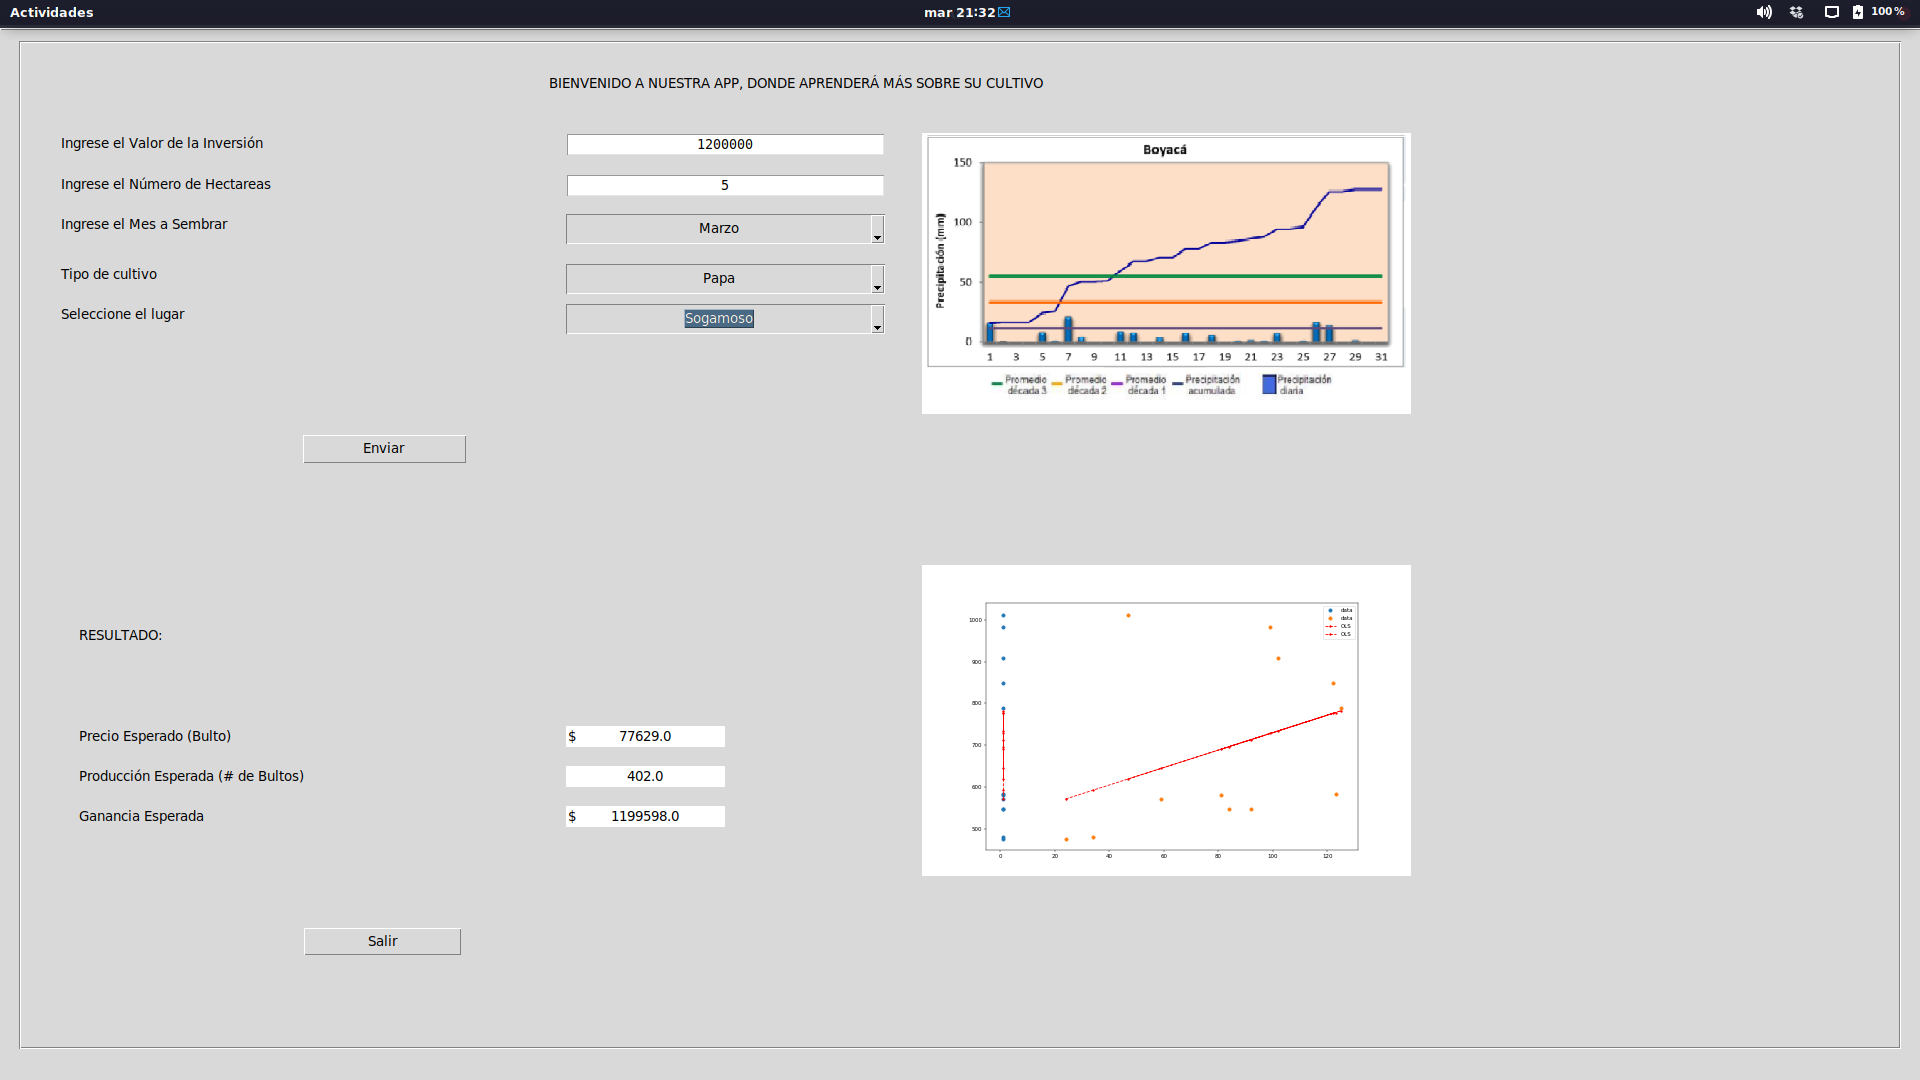 Actividades
mar 21:32
100 %
BIENVENIDO A NUESTRA APP, DONDE APRENDERÁ MÁS SOBRE SU CULTIVO
Ingrese el Valor de la Inversión
1200000
Ingrese el Número de Hectareas
5
Ingrese el Mes a Sembrar
Marzo
Tipo de cultivo
Papa
Seleccione el lugar
Sogamoso
Enviar
Boyacá
Precipitación (mm)
150
100
50
0
1 3 5 7 9 11 13 15 17 19 21 23 25 27 29 31
Promedio década 3
Promedio década 2
Promedio década 1
Precipitación acumulada
Precipitación diaria
RESULTADO:
Precio Esperado (Bulto)
$ 77629.0
Producción Esperada (# de Bultos)
402.0
Ganancia Esperada
$ 1199598.0
Salir
data
data
OLS
OLS
1000
900
800
700
600
500
0 20 40 60 80 100 120